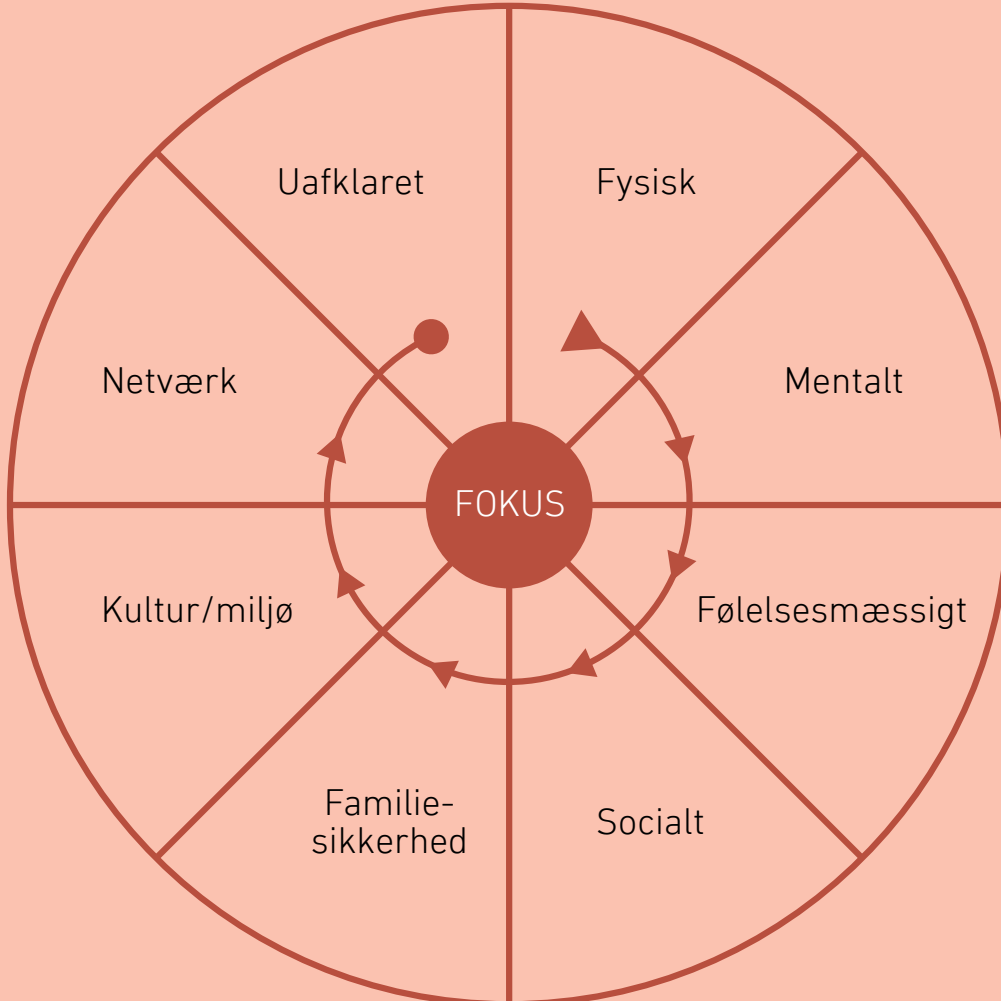 Uafklaret
Fysisk
Netværk
Mentalt
FOKUS
Kultur/miljø
Følelsesmæssigt
Familie-
sikkerhed
Socialt